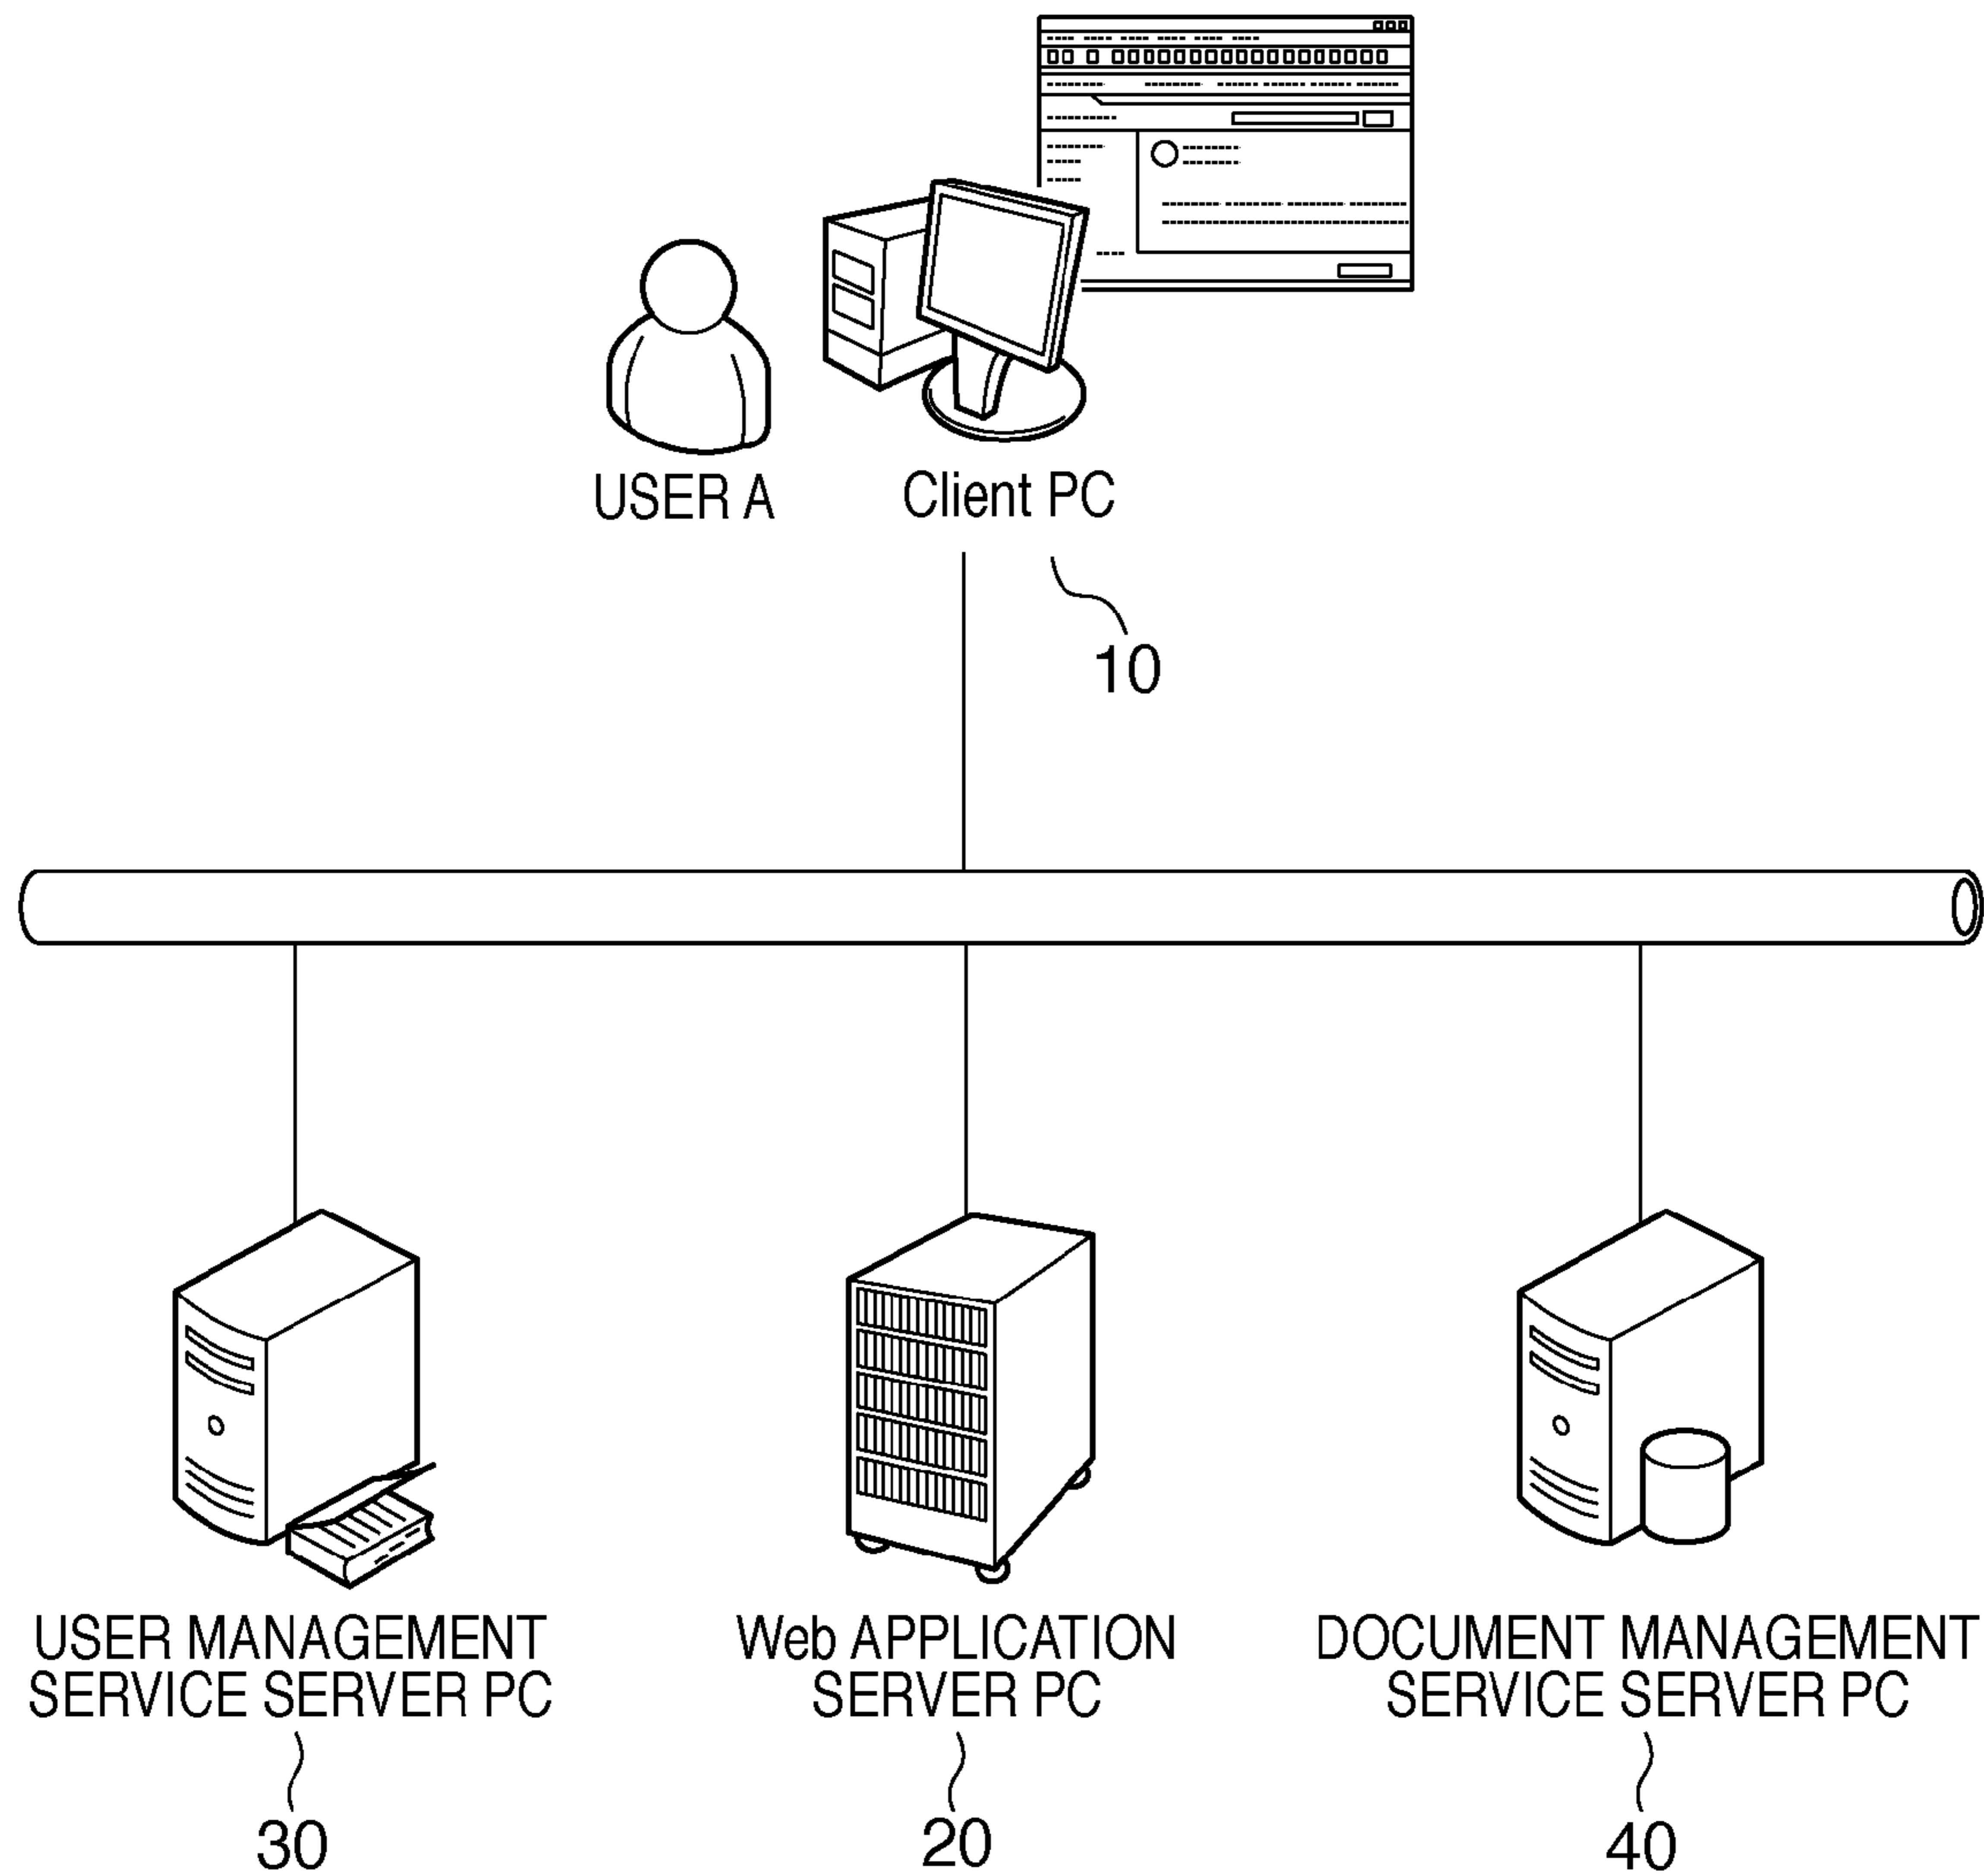 USER A
Client PC
10
USER MANAGEMENT
SERVICE SERVER PC
30
Web APPLICATION
SERVER PC
20
DOCUMENT MANAGEMENT
SERVICE SERVER PC
40